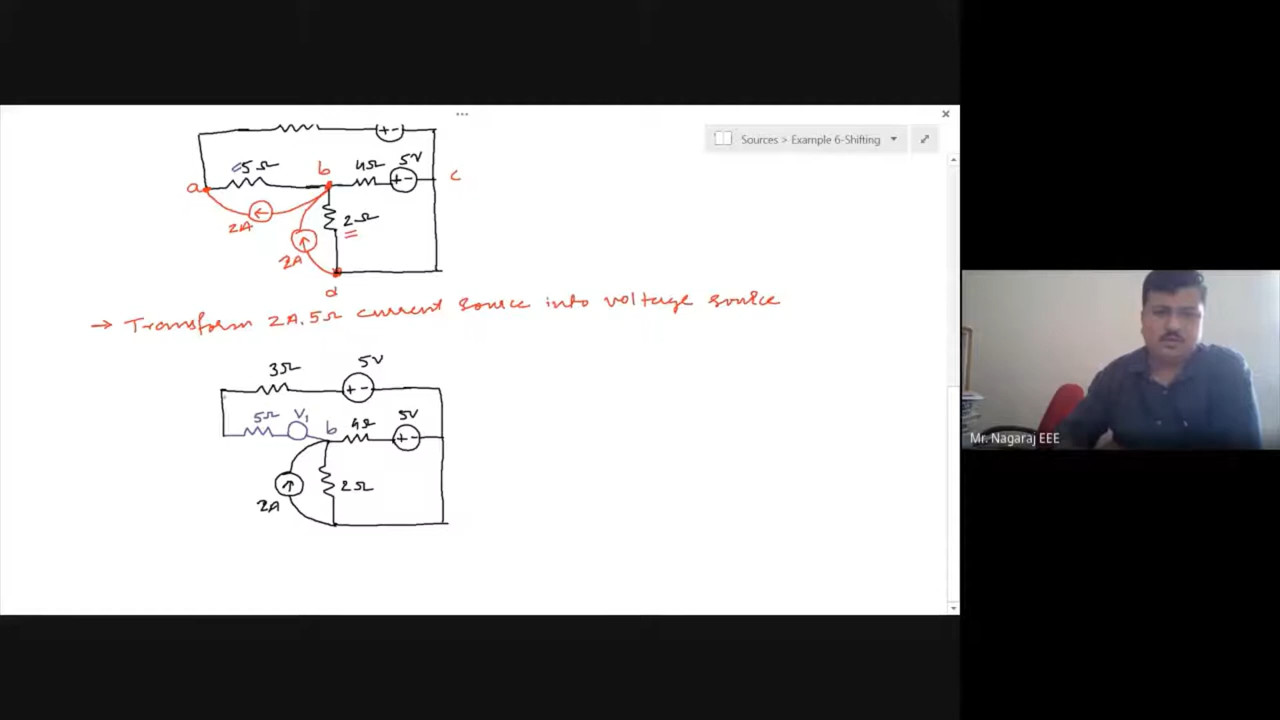 ...
Sources > Example 6-Shifting
5Ω b 4Ω 5V
a c
2A 2Ω
2A
d
→ Transform 2A, 5Ω current source into voltage source
3Ω 5V
5Ω V1 b 4Ω 5V
2A 2Ω
Mr. Nagaraj EEE